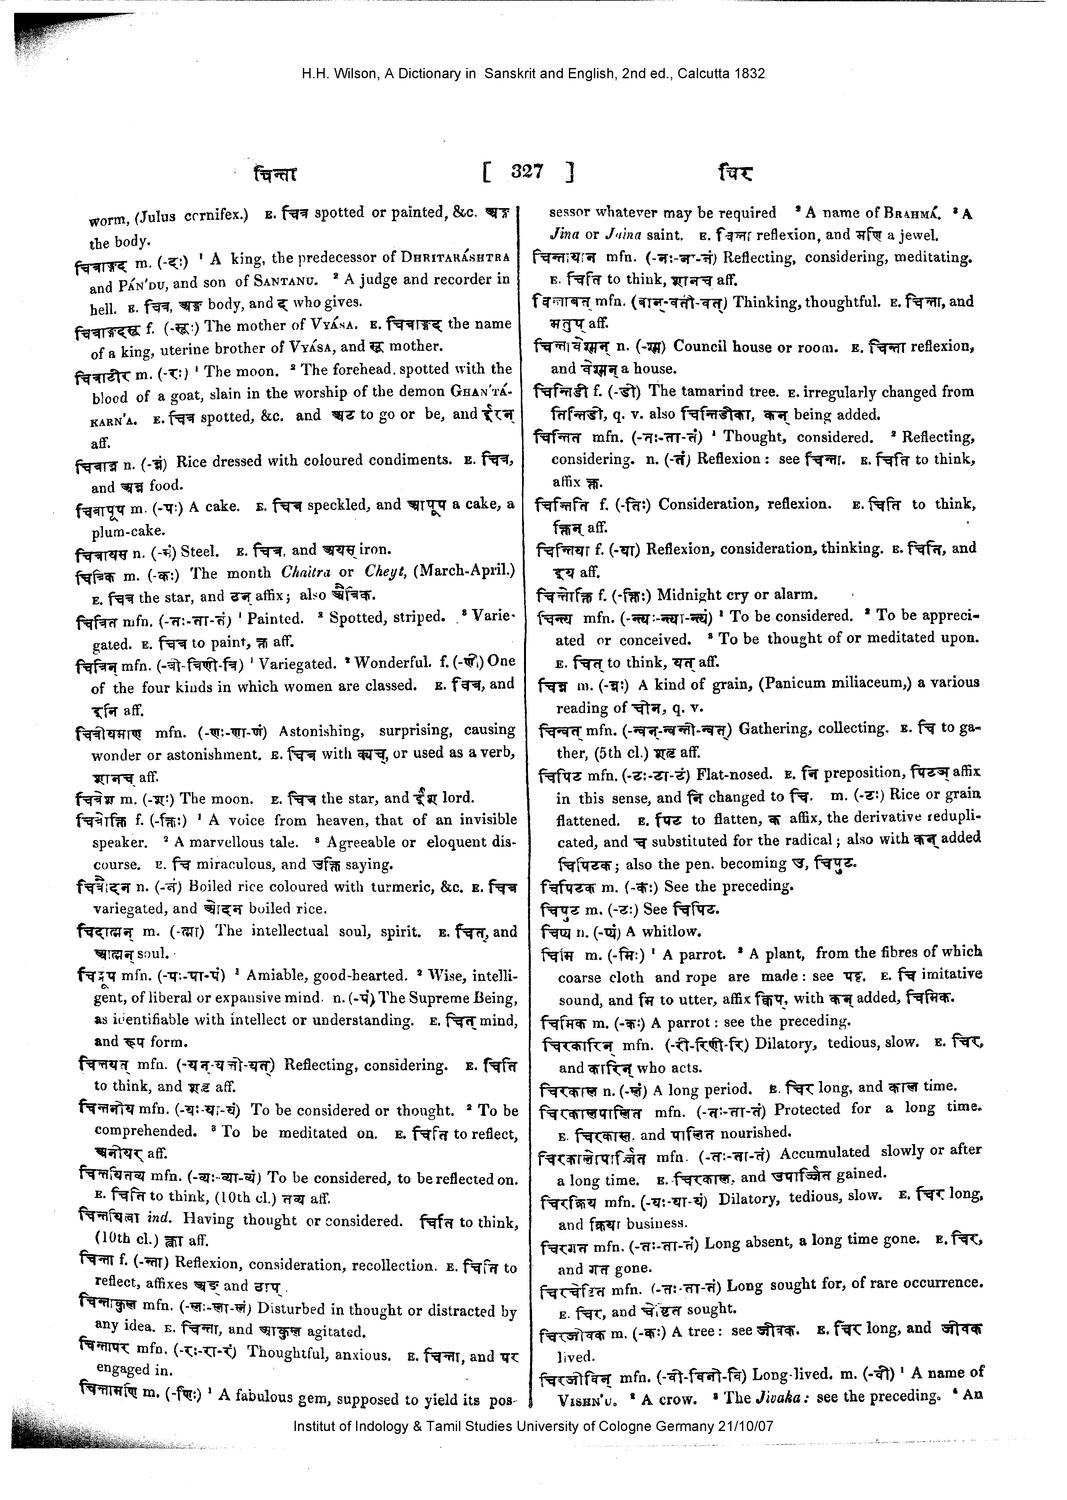 H.H. Wilson, A Dictionary in Sanskrit and English, 2nd ed., Calcutta 1832
चिन्ता [ 327 ] चिर
worm, (Julus cornifex.) E. चित्र spotted or painted, &c. अङ्ग
the body.
चित्राङ्गद m. (-दः) ¹ A king, the predecessor of DHRITARÁSHTRA
and PÁN'DU, and son of SANTANU. ² A judge and recorder in
hell. E. चित्र, अङ्ग body, and द who gives.
चित्राङ्गदसू f. (-सूः) The mother of VYÁSA. E. चित्राङ्गद the name
of a king, uterine brother of VYÁSA, and सू mother.
चित्राटीर m. (-रः) ¹ The moon. ² The forehead spotted with the
blood of a goat, slain in the worship of the demon GHAN'TÁ-
KARN'A. E. चित्र spotted, &c. and अट to go or be, and ईरन्
aff.
चित्रान्न n. (-न्नं) Rice dressed with coloured condiments. E. चित्र,
and अन्न food.
चित्रापूप m. (-पः) A cake. E. चित्र speckled, and आपूप a cake, a
plum-cake.
चित्रायस n. (-सं) Steel. E. चित्र, and अयस् iron.
चित्रिक m. (-कः) The month Chaitra or Cheyt, (March-April.)
E. चित्र the star, and ठन् affix; also चैत्रिक.
चित्रित mfn. (-तः-ता-तं) ¹ Painted. ² Spotted, striped. ³ Varie-
gated. E. चित्र to paint, क्त aff.
चित्रिन् mfn. (-त्री-त्रिणी-त्रि) ¹ Variegated. ² Wonderful. f. (-णी) One
of the four kinds in which women are classed. E. चित्र, and
इनि aff.
चित्रीयमाण mfn. (-णः-णा-णं) Astonishing, surprising, causing
wonder or astonishment. E. चित्र with क्यच्, or used as a verb,
शानच् aff.
चित्रेश m. (-शः) The moon. E. चित्र the star, and ईश lord.
चित्रोक्ति f. (-क्तिः) ¹ A voice from heaven, that of an invisible
speaker. ² A marvellous tale. ³ Agreeable or eloquent dis-
course. E. चि miraculous, and उक्ति saying.
चित्रौदन n. (-नं) Boiled rice coloured with turmeric, &c. E. चित्र
variegated, and ओदन boiled rice.
चिदात्मन् m. (-त्मा) The intellectual soul, spirit. E. चित्, and
आत्मन् soul.
चिद्रूप mfn. (-पः-पा-पं) ¹ Amiable, good-hearted. ² Wise, intelli-
gent, of liberal or expansive mind. n. (-पं) The Supreme Being,
as identifiable with intellect or understanding. E. चित् mind,
and रूप form.
चिन्तयत् mfn. (-यन्-यन्ती-यत्) Reflecting, considering. E. चिति
to think, and शतृ aff.
चिन्तनीय mfn. (-यः-या-यं) To be considered or thought. ² To be
comprehended. ³ To be meditated on. E. चिति to reflect,
अनीयर् aff.
चिन्तयितव्य mfn. (-व्यः-व्या-व्यं) To be considered, to be reflected on.
E. चिति to think, (10th cl.) तव्य aff.
चिन्तयित्वा ind. Having thought or considered. चिति to think,
(10th cl.) क्त्वा aff.
चिन्ता f. (-न्ता) Reflexion, consideration, recollection. E. चिति to
reflect, affixes अङ् and टाप्.
चिन्ताकुल mfn. (-लः-ला-लं) Disturbed in thought or distracted by
any idea. E. चिन्ता, and आकुल agitated.
चिन्तापर mfn. (-रः-रा-रं) Thoughtful, anxious. E. चिन्ता, and पर
engaged in.
चिन्तामणि m. (-णिः) ¹ A fabulous gem, supposed to yield its pos-
sessor whatever may be required ² A name of BRAHMÁ. ³ A
Jina or Jaina saint. E. चिन्ता reflexion, and मणि a jewel.
चिन्तायान mfn. (-नः-ना-नं) Reflecting, considering, meditating.
E. चिति to think, शानच् aff.
चिन्तावत् mfn. (वान्-वती-वत्) Thinking, thoughtful. E. चिन्ता, and
मतुप् aff.
चिन्तावेश्मन् n. (-श्म) Council house or room. E. चिन्ता reflexion,
and वेश्मन् a house.
चिन्तिडी f. (-डी) The tamarind tree. E. irregularly changed from
तिन्तिडी, q. v. also चिन्तिडीका, कन् being added.
चिन्तित mfn. (-तः-ता-तं) ¹ Thought, considered. ² Reflecting,
considering. n. (-तं) Reflexion: see चिन्ता. E. चिति to think,
affix क्त.
चिन्तिति f. (-तिः) Consideration, reflexion. E. चिति to think,
क्तिन् aff.
चिन्तिया f. (-या) Reflexion, consideration, thinking. E. चिति, and
इय aff.
चिन्तोक्ति f. (-क्तिः) Midnight cry or alarm.
चिन्त्य mfn. (-न्त्यः-न्त्या-न्त्यं) ¹ To be considered. ² To be appreci-
ated or conceived. ³ To be thought of or meditated upon.
E. चित् to think, यत् aff.
चिन्न m. (-न्नः) A kind of grain, (Panicum miliaceum,) a various
reading of चीन, q. v.
चिन्वत् mfn. (-न्वन्-न्वन्ती-न्वत्) Gathering, collecting. E. चि to ga-
ther, (5th cl.) शतृ aff.
चिपिट mfn. (-टः-टा-टं) Flat-nosed. E. नि preposition, पिटञ् affix
in this sense, and नि changed to चि. m. (-टः) Rice or grain
flattened. E. पिट to flatten, क affix, the derivative redupli-
cated, and च substituted for the radical; also with कन् added
चिपिटक; also the pen. becoming उ, चिपुट.
चिपिटक m. (-कः) See the preceding.
चिपुट m. (-टः) See चिपिट.
चिप्य n. (-प्यं) A whitlow.
चिमि m. (-मिः) ¹ A parrot. ² A plant, from the fibres of which
coarse cloth and rope are made: see पट्ट. E. चि imitative
sound, and मि to utter, affix क्विप्, with कन् added, चिमिक.
चिमिक m. (-कः) A parrot: see the preceding.
चिरकारिन् mfn. (-री-रिणी-रि) Dilatory, tedious, slow. E. चिर,
and कारिन् who acts.
चिरकाल n. (-लं) A long period. E. चिर long, and काल time.
चिरकालपालित mfn. (-तः-ता-तं) Protected for a long time.
E. चिरकाल, and पालित nourished.
चिरकालोपार्जित mfn. (-तः-ता-तं) Accumulated slowly or after
a long time. E. चिरकाल, and उपार्जित gained.
चिरक्रिय mfn. (-यः-या-यं) Dilatory, tedious, slow. E. चिर long,
and क्रिया business.
चिरगत mfn. (-तः-ता-तं) Long absent, a long time gone. E. चिर,
and गत gone.
चिरचेष्टित mfn. (-तः-ता-तं) Long sought for, of rare occurrence.
E. चिर, and चेष्टित sought.
चिरजीवक m. (-कः) A tree: see जीवक. E. चिर long, and जीवक
lived.
चिरजीविन् mfn. (-वी-विनी-वि) Long-lived. m. (-वी) ¹ A name of
VISHN'U. ² A crow. ³ The Jivaka: see the preceding. ⁴ An
Institut of Indology & Tamil Studies University of Cologne Germany 21/10/07